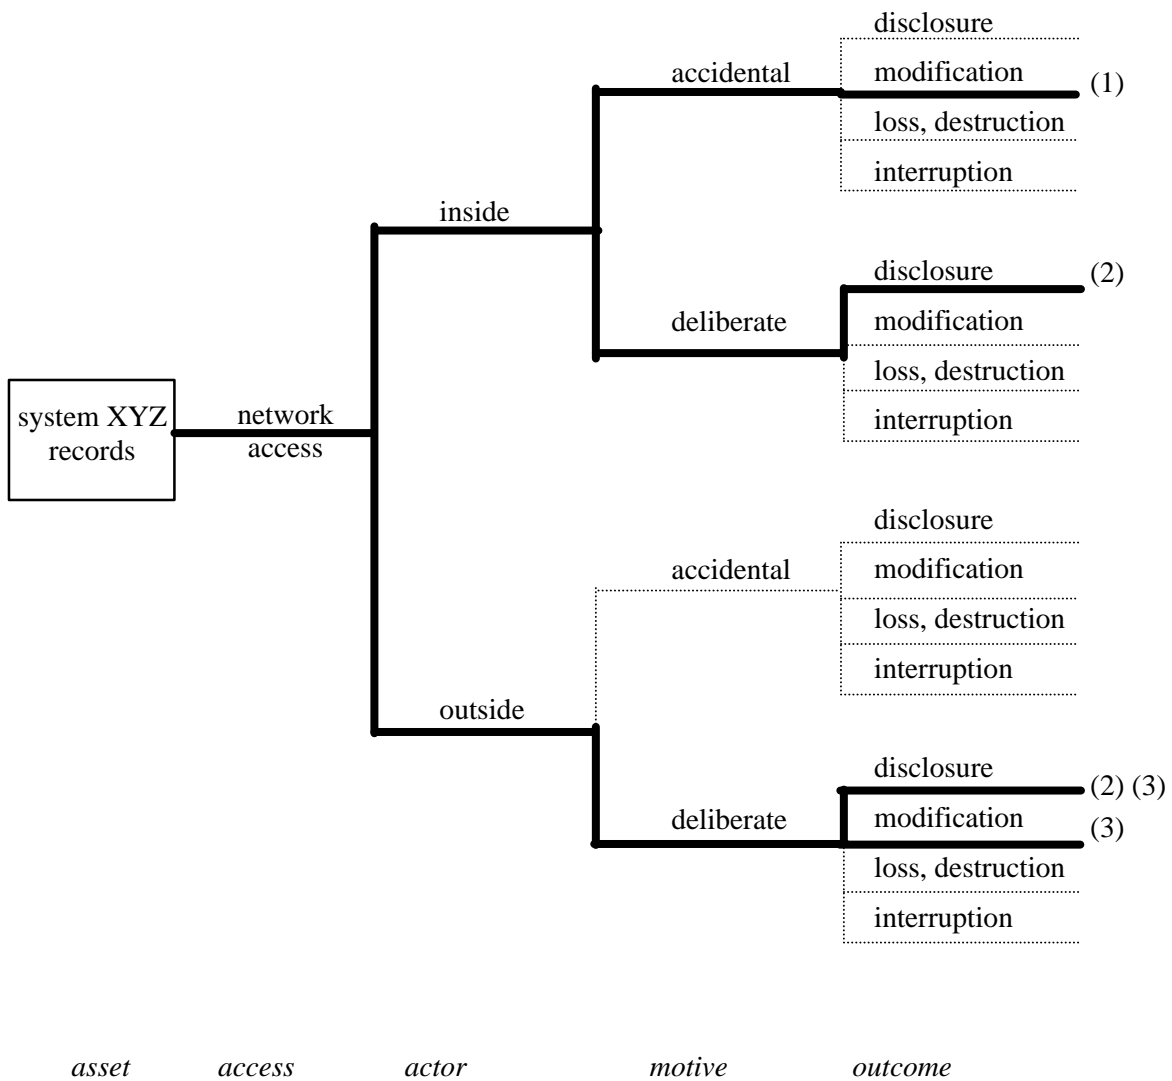 disclosure
accidental
modification
(1)
loss, destruction
interruption
inside
disclosure
(2)
deliberate
modification
loss, destruction
interruption
system XYZ
records
network
access
disclosure
accidental
modification
loss, destruction
interruption
outside
disclosure
(2) (3)
deliberate
modification
(3)
loss, destruction
interruption
asset access actor motive outcome